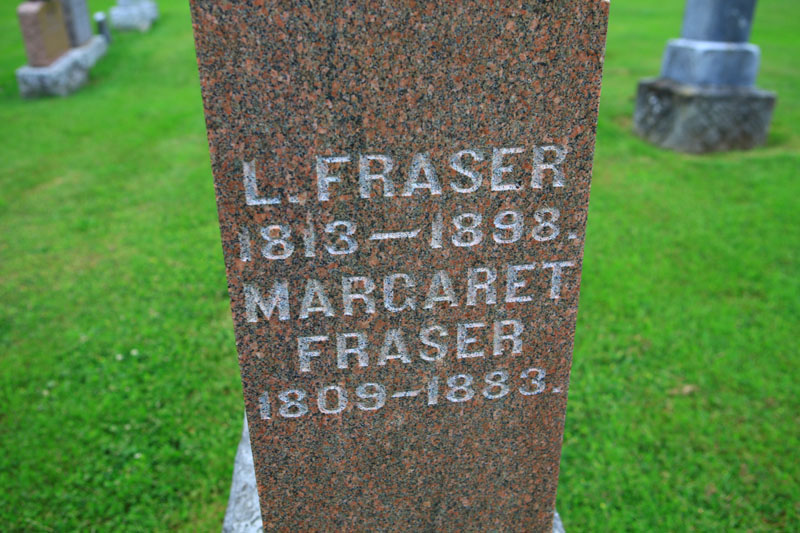 L. FRASER
1813-1898.
MARGARET
FRASER
1809-1883.